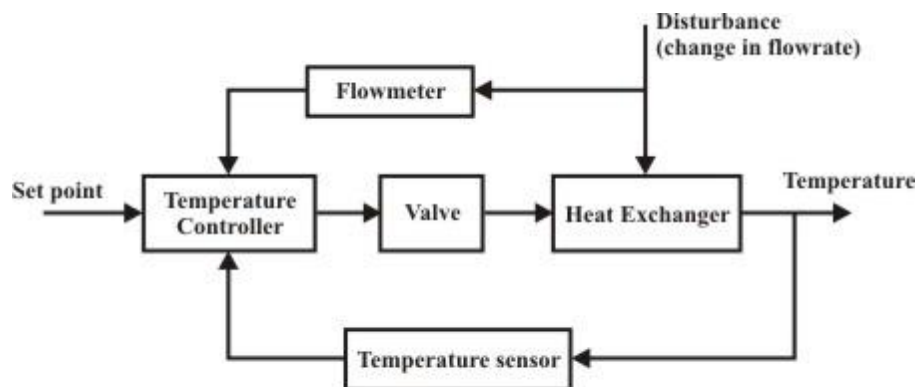 Disturbance
(change in flowrate)
Flowmeter
Set point
Temperature
Controller
Valve
Heat Exchanger
Temperature
Temperature sensor